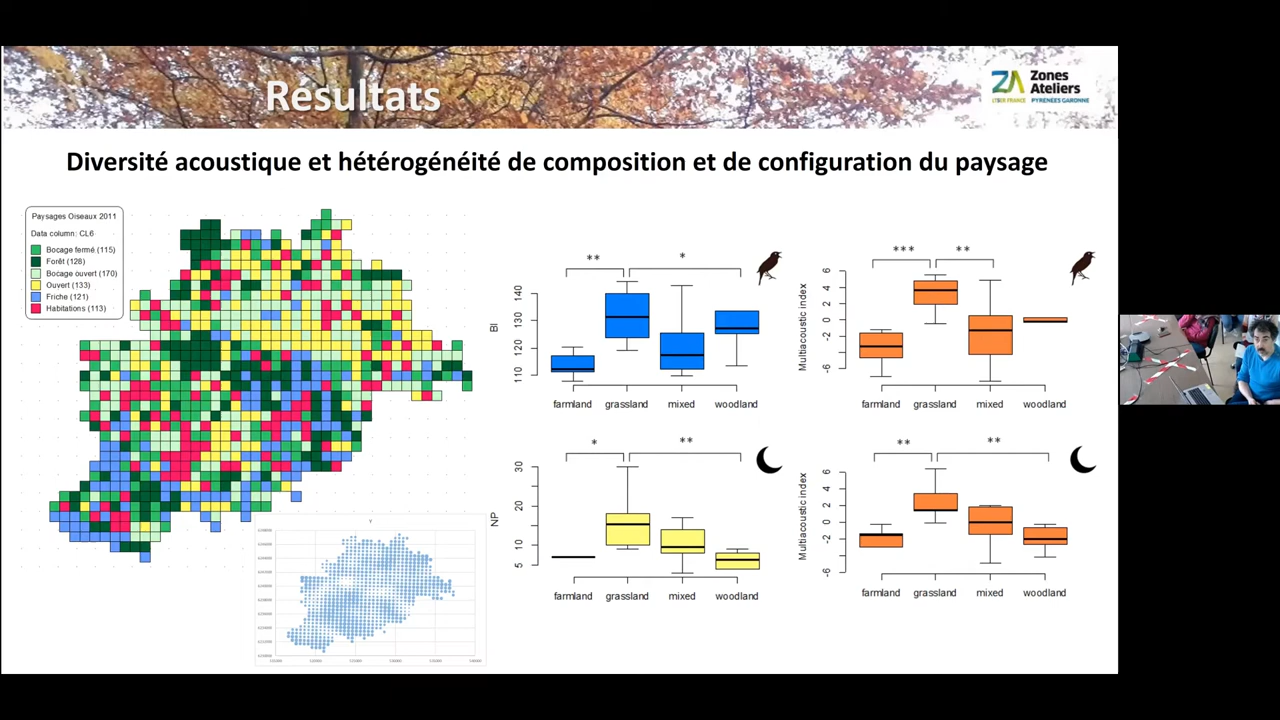 Résultats
Zones
Ateliers
LTSER FRANCE PYRENEES GARONNE
Diversité acoustique et hétérogénéité de composition et de configuration du paysage
Paysages Oiseaux 2011
Data column: CL6
Bocage fermé (115)
Forêt (128)
Bocage ouvert (170)
Ouvert (133)
Friche (121)
Habitations (113)
** *
BI
140
130
120
110
farmland grassland mixed woodland
*** **
Multiacoustic index
6
4
2
0
-2
-6
farmland grassland mixed woodland
* **
NP
30
20
10
5
farmland grassland mixed woodland
** **
Multiacoustic index
6
4
2
0
-2
-6
farmland grassland mixed woodland
Y